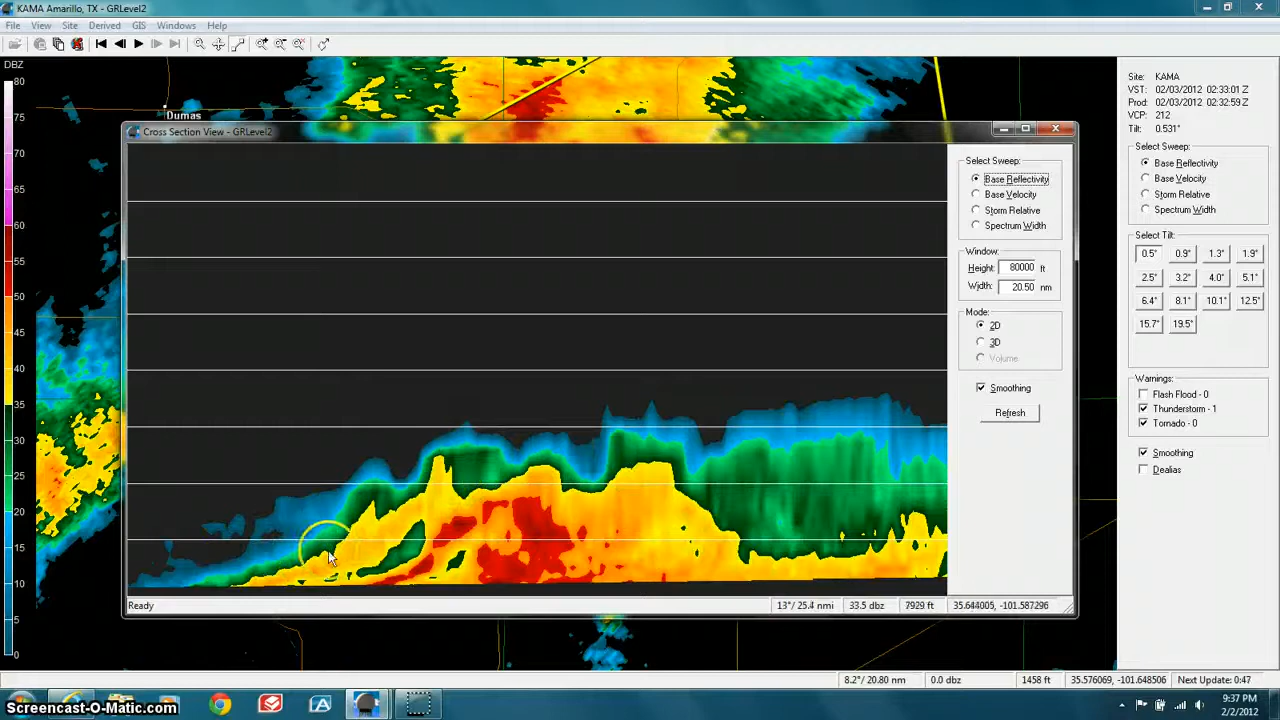 KAMA Amarillo, TX - GRLevel2
File View Site Derived GIS Windows Help
DBZ
80
75
70
65
60
55
50
45
40
35
30
25
20
15
10
5
0
Dumas
Cross Section View - GRLevel2
Select Sweep:
Base Reflectivity
Base Velocity
Storm Relative
Spectrum Width
Window:
Height: 80000 ft
Width: 20.50 nm
Mode:
2D
3D
Volume
Smoothing
Refresh
Ready 13°/ 25.4 nmi 33.5 dbz 7929 ft 35.644005, -101.587296
Site: KAMA
VST: 02/03/2012 02:33:01 Z
Prod: 02/03/2012 02:32:59 Z
VCP: 212
Tilt: 0.531°
Select Sweep:
Base Reflectivity
Base Velocity
Storm Relative
Spectrum Width
Select Tilt:
0.5° 0.9° 1.3° 1.9°
2.5° 3.2° 4.0° 5.1°
6.4° 8.1° 10.1° 12.5°
15.7° 19.5°
Warnings:
Flash Flood - 0
Thunderstorm - 1
Tornado - 0
Smoothing
Dealias
8.2°/ 20.80 nm 0.0 dbz 1458 ft 35.576069, -101.648506 Next Update: 0:47
Screencast-O-Matic.com
9:37 PM
2/2/2012